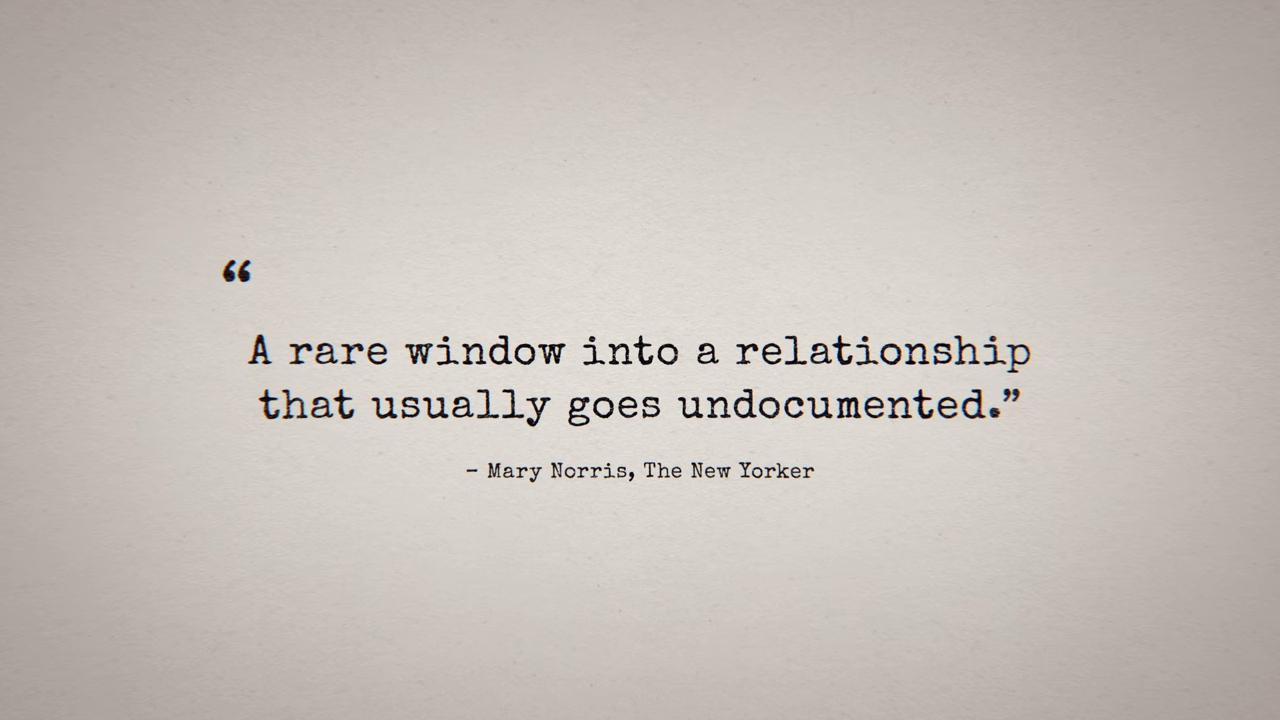 “
A rare window into a relationship
that usually goes undocumented.”
– Mary Norris, The New Yorker